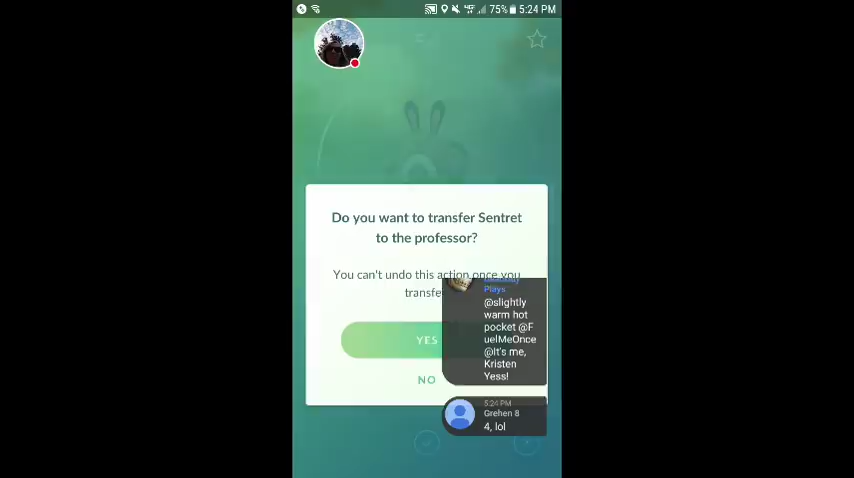 75% 5:24 PM
Do you want to transfer Sentret
to the professor?
You can't undo this action once you
transfe
YES
NO
Plays
@slightly
warm hot
pocket @F
uelMeOnce
@It's me,
Kristen
Yess!
5:24 PM
Grehen 8
4, lol